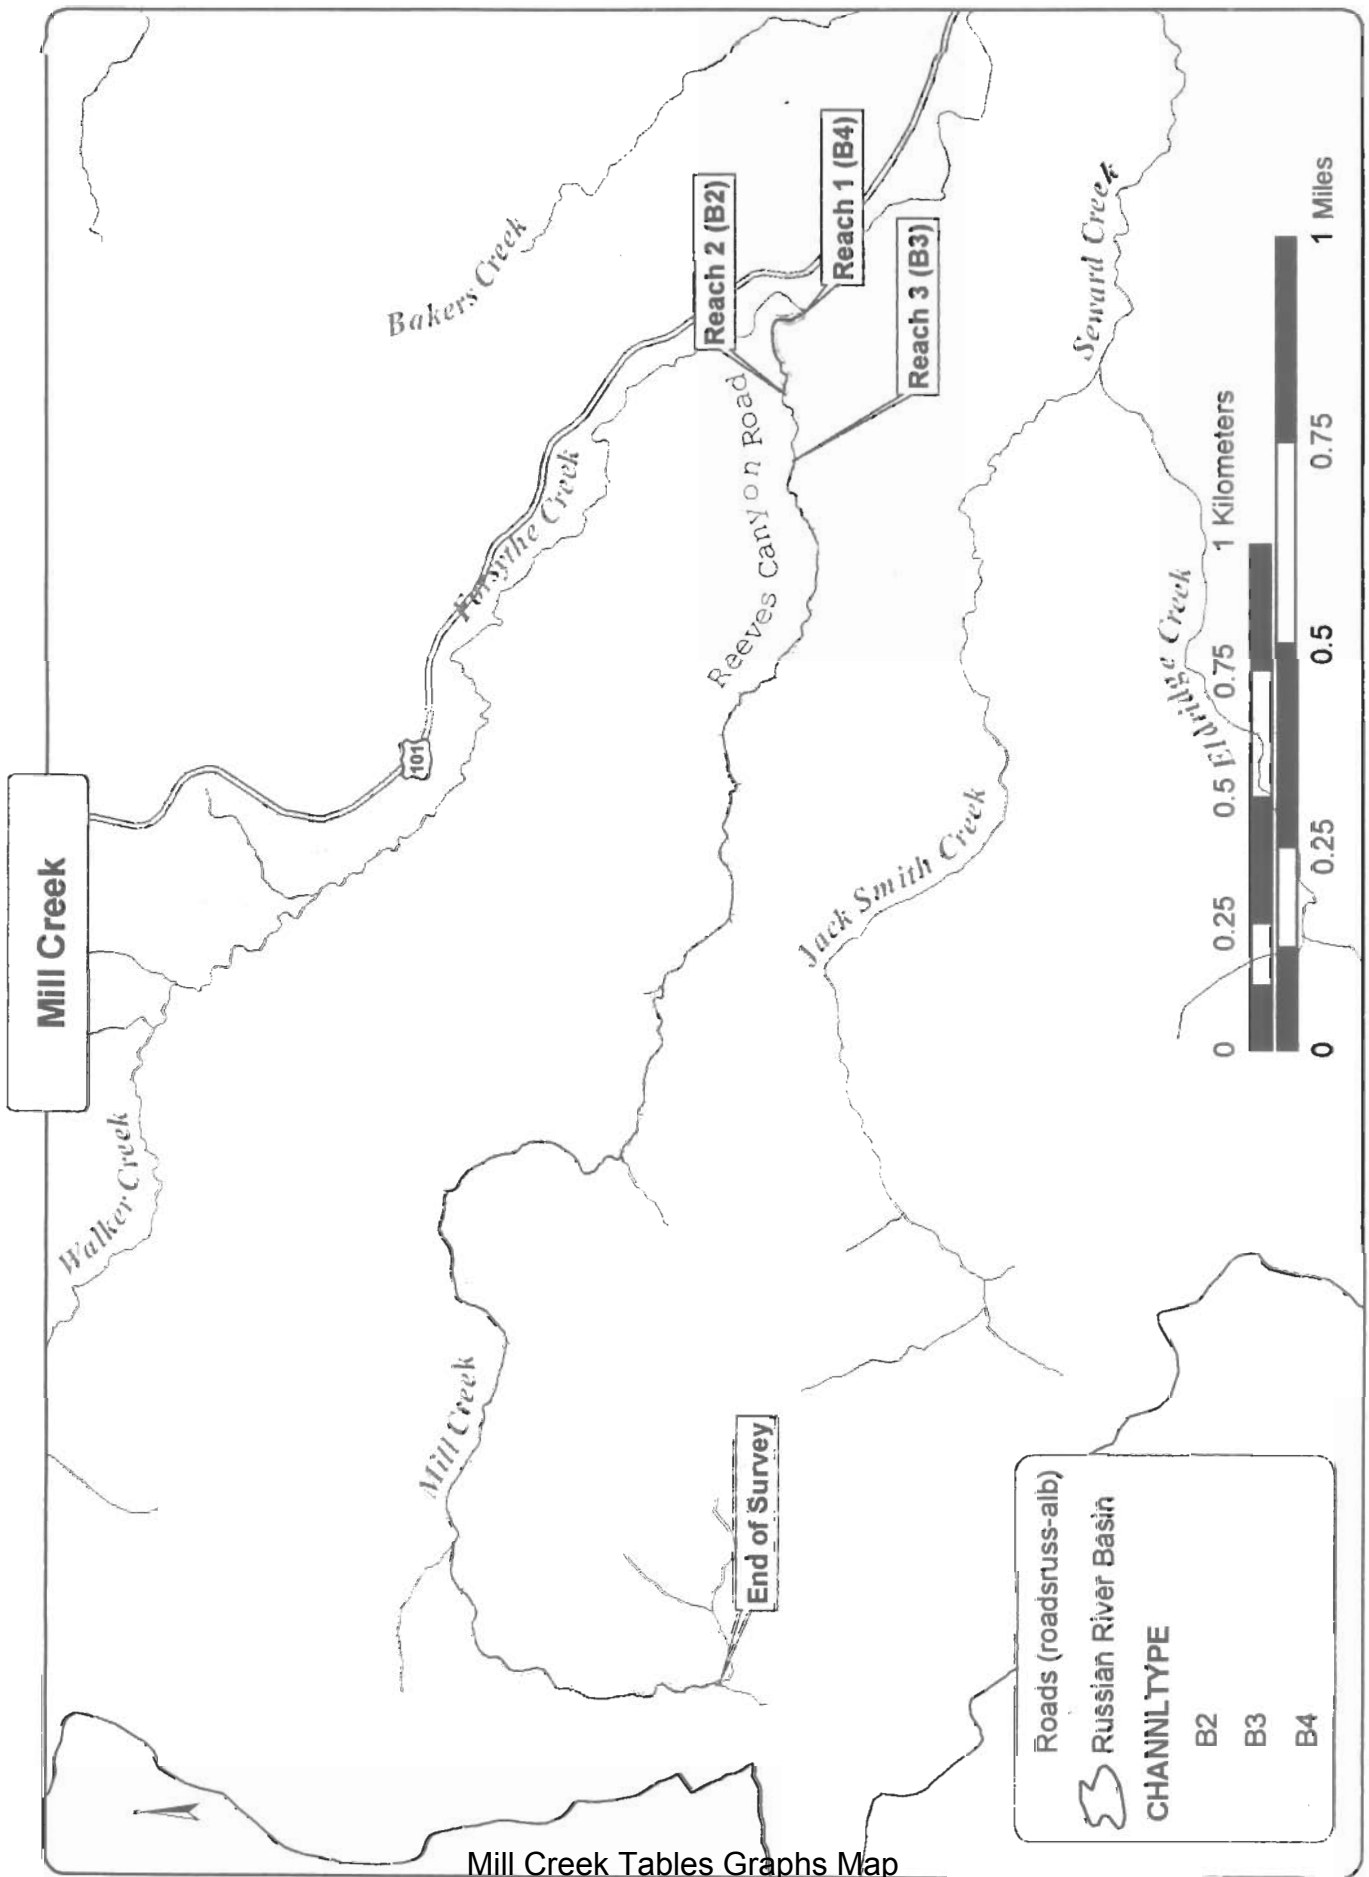 Mill Creek
Walker Creek
Forsythe Creek
101
Bakers Creek
Reach 2 (B2)
Reach 1 (B4)
Reach 3 (B3)
Reeves Canyon Road
Mill Creek
Jack Smith Creek
Seward Creek
Eldridge Creek
End of Survey
Roads (roadsruss-alb)
Russian River Basin
CHANNLTYPE
B2
B3
B4
0 0.25 0.5 0.75 1 Kilometers
0 0.25 0.5 0.75 1 Miles
Mill Creek Tables Graphs Map